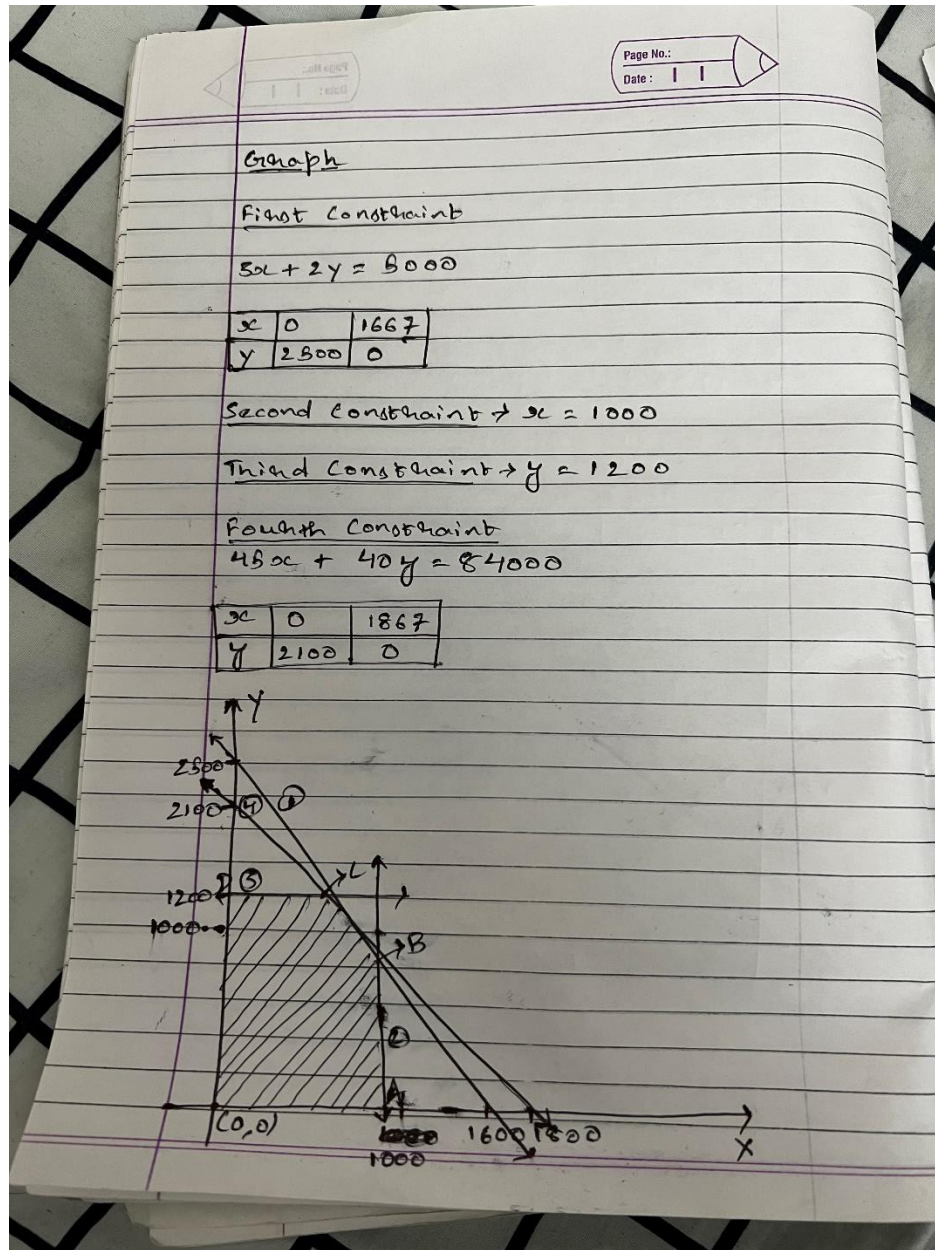 Page No.:
Date :
Graph
First Constraint
3x + 2y = 5000
x 0 1667
y 2500 0
Second Constraint → x = 1000
Third Constraint → y = 1200
Fourth Constraint
45x + 40y = 84000
x 0 1867
y 2100 0
Y
2500
2100 4 1
C
D 3
1200
1000
B
2
A
(0,0) 1600 1800
1000
X